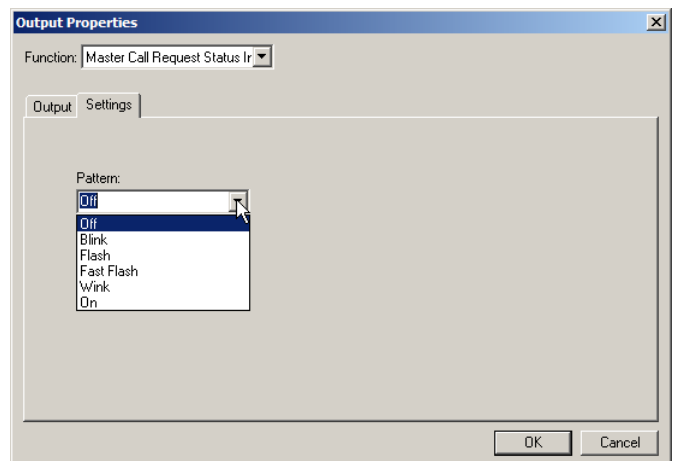 Output Properties
Function: Master Call Request Status Ir
Output Settings
Pattern:
Off
Off
Blink
Flash
Fast Flash
Wink
On
OK Cancel